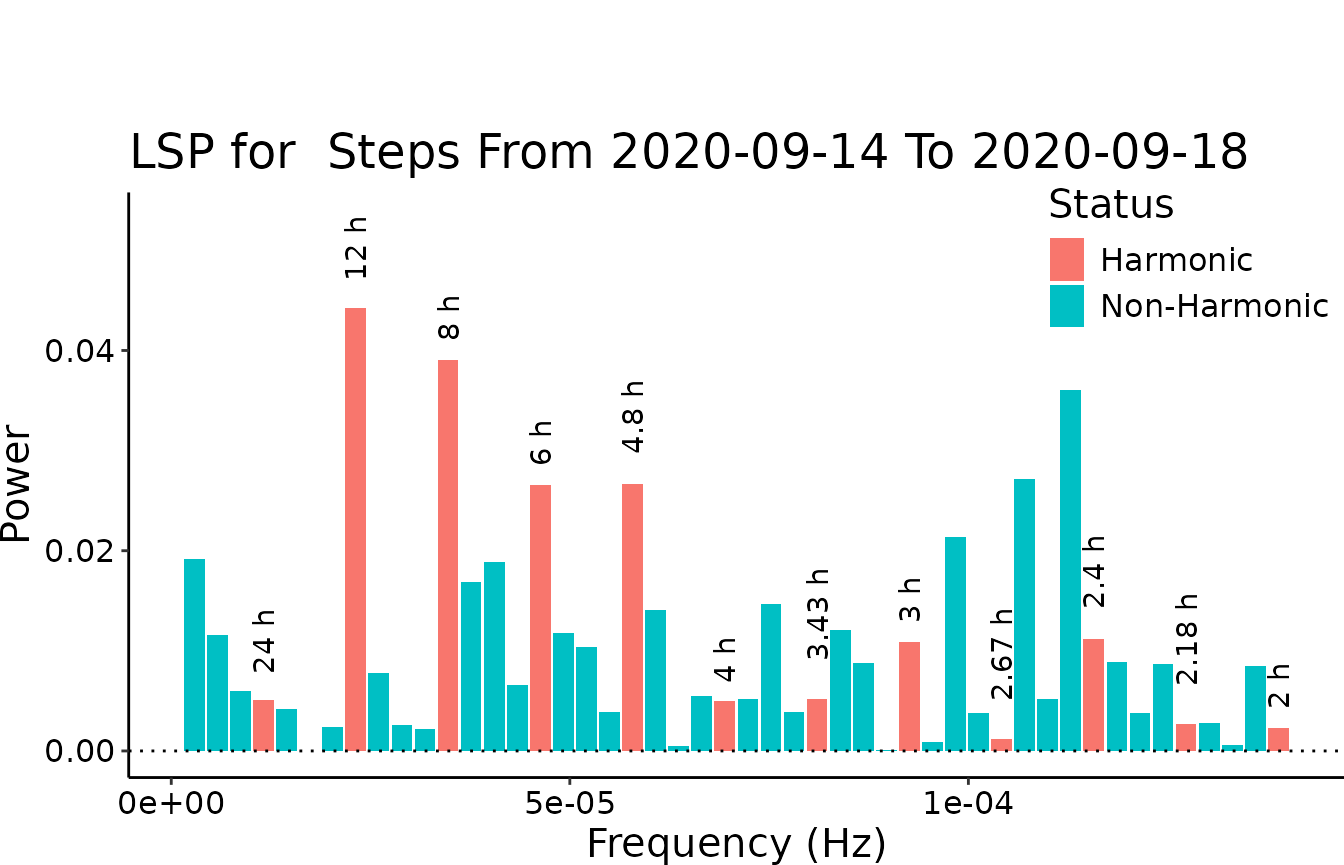 LSP for  Steps From 2020-09-14 To 2020-09-18
Status
Harmonic
Non-Harmonic
Power
0.04
0.02
0.00
24 h
12 h
8 h
6 h
4.8 h
4 h
3.43 h
3 h
2.67 h
2.4 h
2.18 h
2 h
0e+00
5e-05
1e-04
Frequency (Hz)